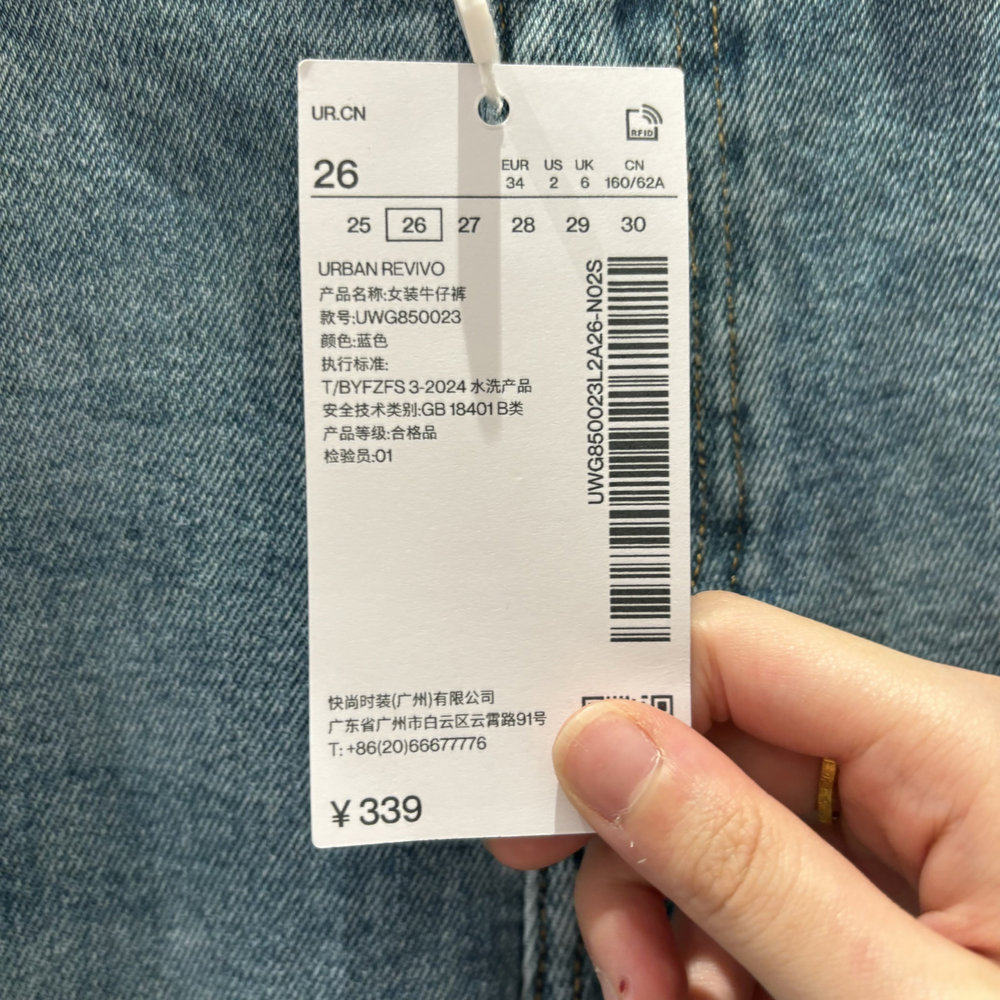 UR.CN
RFID
26
EUR US UK CN
34 2 6 160/62A
25 26 27 28 29 30
URBAN REVIVO
产品名称:女装牛仔裤
款号:UWG850023
颜色:蓝色
执行标准:
T/BYFZFS 3-2024 水洗产品
安全技术类别:GB 18401 B类
产品等级:合格品
检验员:01
UWG850023L2A26-N02S
快尚时装(广州)有限公司
广东省广州市白云区云霄路91号
T: +86(20)66677776
¥ 339